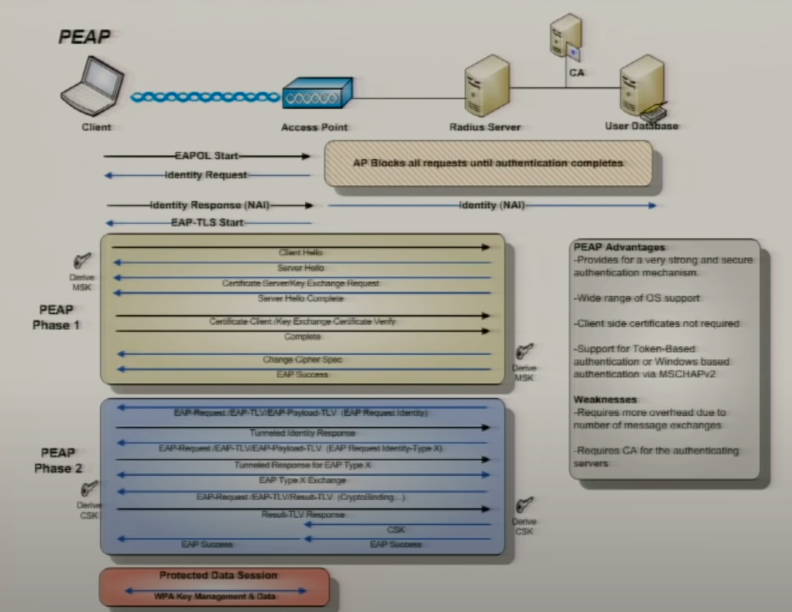 PEAP
CA
Client
Access Point
Radius Server
User Database
EAPOL Start
AP Blocks all requests until authentication completes
Identity Request
Identity Response (NAI)
Identity (NAI)
EAP-TLS Start
Client Hello
Server Hello
Certificate Server/Key Exchange Request
Server Hello Complete
Certificate Client /Key Exchange Certificate Verify
Complete
Change Cipher Spec
EAP Success
Derive
MSK
PEAP
Phase 1
Derive
MSK
EAP-Request /EAP-TLV/EAP-Payload-TLV (EAP Request Identity)
Tunneled Identity Response
EAP-Request /EAP-TLV/EAP-Payload-TLV (EAP Request Identity-Type X)
Tunneled Response for EAP Type X
EAP Type X Exchange
EAP-Request /EAP-TLV/Result-TLV (CryptoBinding...)
Result-TLV Response
CSK
EAP Success
EAP Success
PEAP
Phase 2
Derive
CSK
Derive
CSK
Protected Data Session
WPA Key Management & Data
PEAP Advantages
-Provides for a very strong and secure
authentication mechanism.
-Wide range of OS support
-Client side certificates not required
-Support for Token-Based
authentication or Windows based
authentication via MSCHAPv2
Weaknesses
-Requires more overhead due to
number of message exchanges
-Requires CA for the authenticating
servers